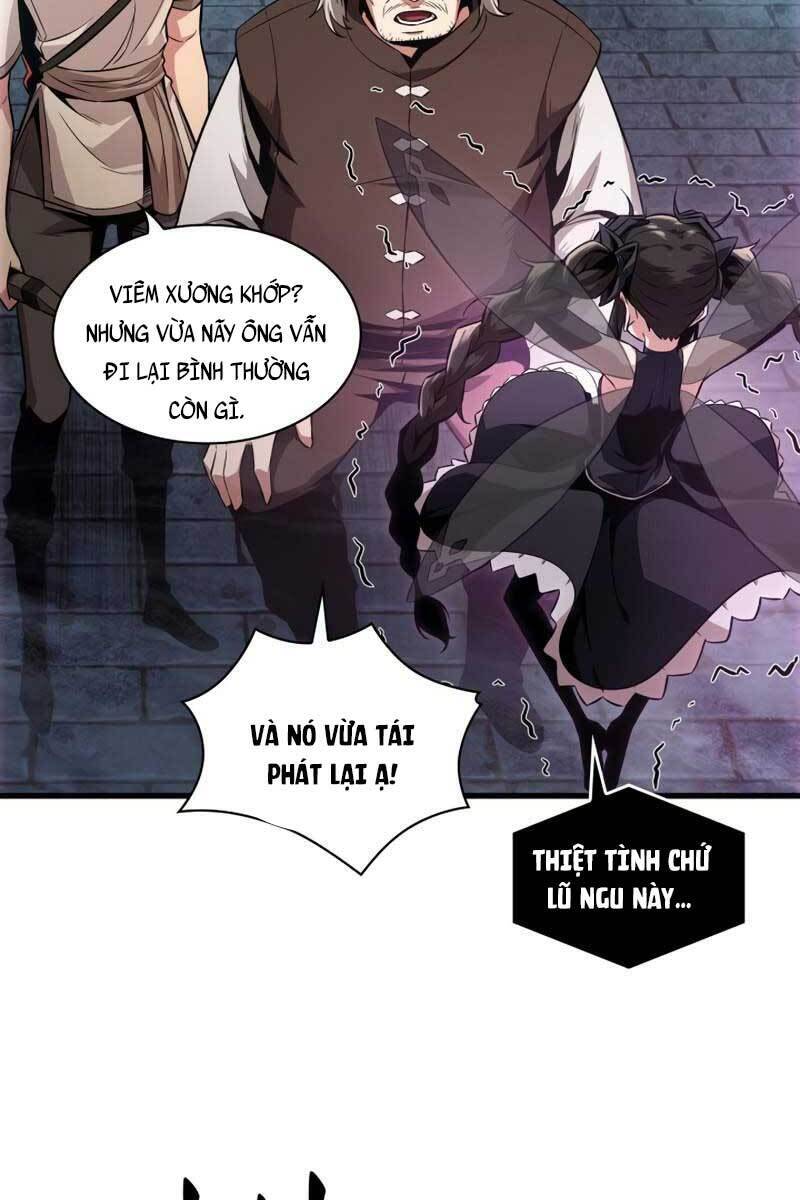 VIÊM XƯƠNG KHỚP?
NHƯNG VỪA NÃY ÔNG VẪN
ĐI LẠI BÌNH THƯỜNG
CÒN GÌ.
VÀ NÓ VỪA TÁI
PHÁT LẠI Ạ!
THIỆT TÌNH CHỨ
LŨ NGU NÀY...